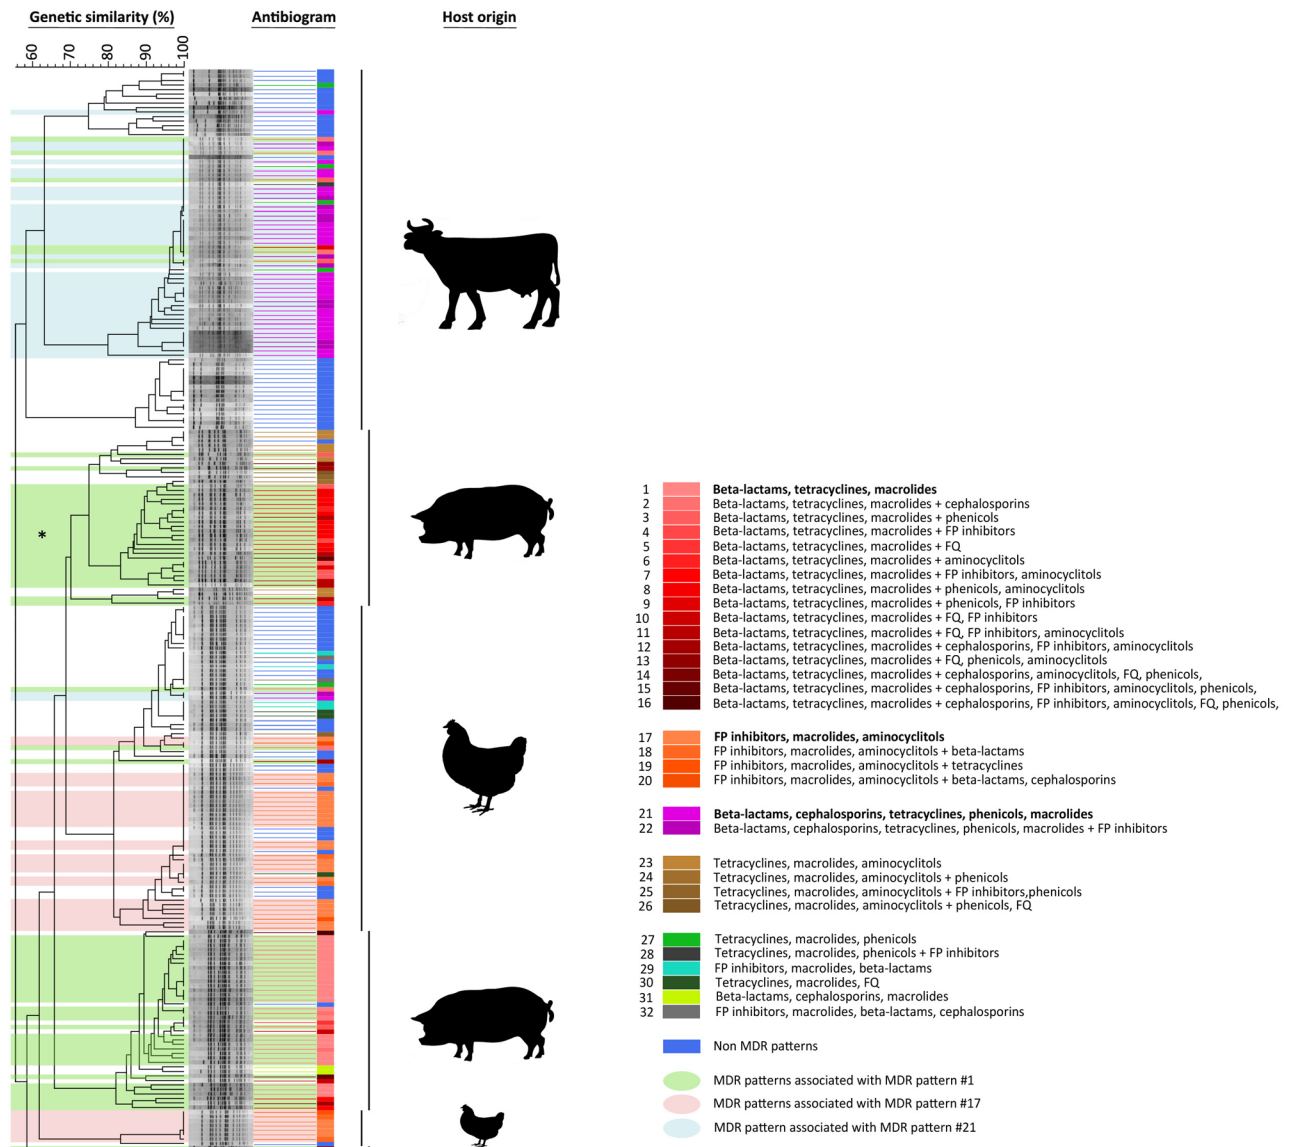 Genetic similarity (%)
Antibiogram
Host origin
60
70
80
90
100
*
1 Beta-lactams, tetracyclines, macrolides
2 Beta-lactams, tetracyclines, macrolides + cephalosporins
3 Beta-lactams, tetracyclines, macrolides + phenicols
4 Beta-lactams, tetracyclines, macrolides + FP inhibitors
5 Beta-lactams, tetracyclines, macrolides + FQ
6 Beta-lactams, tetracyclines, macrolides + aminocyclitols
7 Beta-lactams, tetracyclines, macrolides + FP inhibitors, aminocyclitols
8 Beta-lactams, tetracyclines, macrolides + phenicols, aminocyclitols
9 Beta-lactams, tetracyclines, macrolides + phenicols, FP inhibitors
10 Beta-lactams, tetracyclines, macrolides + FQ, FP inhibitors
11 Beta-lactams, tetracyclines, macrolides + FQ, FP inhibitors, aminocyclitols
12 Beta-lactams, tetracyclines, macrolides + cephalosporins, FP inhibitors, aminocyclitols
13 Beta-lactams, tetracyclines, macrolides + FQ, phenicols, aminocyclitols
14 Beta-lactams, tetracyclines, macrolides + cephalosporins, aminocyclitols, FQ, phenicols,
15 Beta-lactams, tetracyclines, macrolides + cephalosporins, FP inhibitors, aminocyclitols, phenicols,
16 Beta-lactams, tetracyclines, macrolides + cephalosporins, FP inhibitors, aminocyclitols, FQ, phenicols,
17 FP inhibitors, macrolides, aminocyclitols
18 FP inhibitors, macrolides, aminocyclitols + beta-lactams
19 FP inhibitors, macrolides, aminocyclitols + tetracyclines
20 FP inhibitors, macrolides, aminocyclitols + beta-lactams, cephalosporins
21 Beta-lactams, cephalosporins, tetracyclines, phenicols, macrolides
22 Beta-lactams, cephalosporins, tetracyclines, phenicols, macrolides + FP inhibitors
23 Tetracyclines, macrolides, aminocyclitols
24 Tetracyclines, macrolides, aminocyclitols + phenicols
25 Tetracyclines, macrolides, aminocyclitols + FP inhibitors,phenicols
26 Tetracyclines, macrolides, aminocyclitols + phenicols, FQ
27 Tetracyclines, macrolides, phenicols
28 Tetracyclines, macrolides, phenicols + FP inhibitors
29 FP inhibitors, macrolides, beta-lactams
30 Tetracyclines, macrolides, FQ
31 Beta-lactams, cephalosporins, macrolides
32 FP inhibitors, macrolides, beta-lactams, cephalosporins
Non MDR patterns
MDR patterns associated with MDR pattern #1
MDR patterns associated with MDR pattern #17
MDR pattern associated with MDR pattern #21